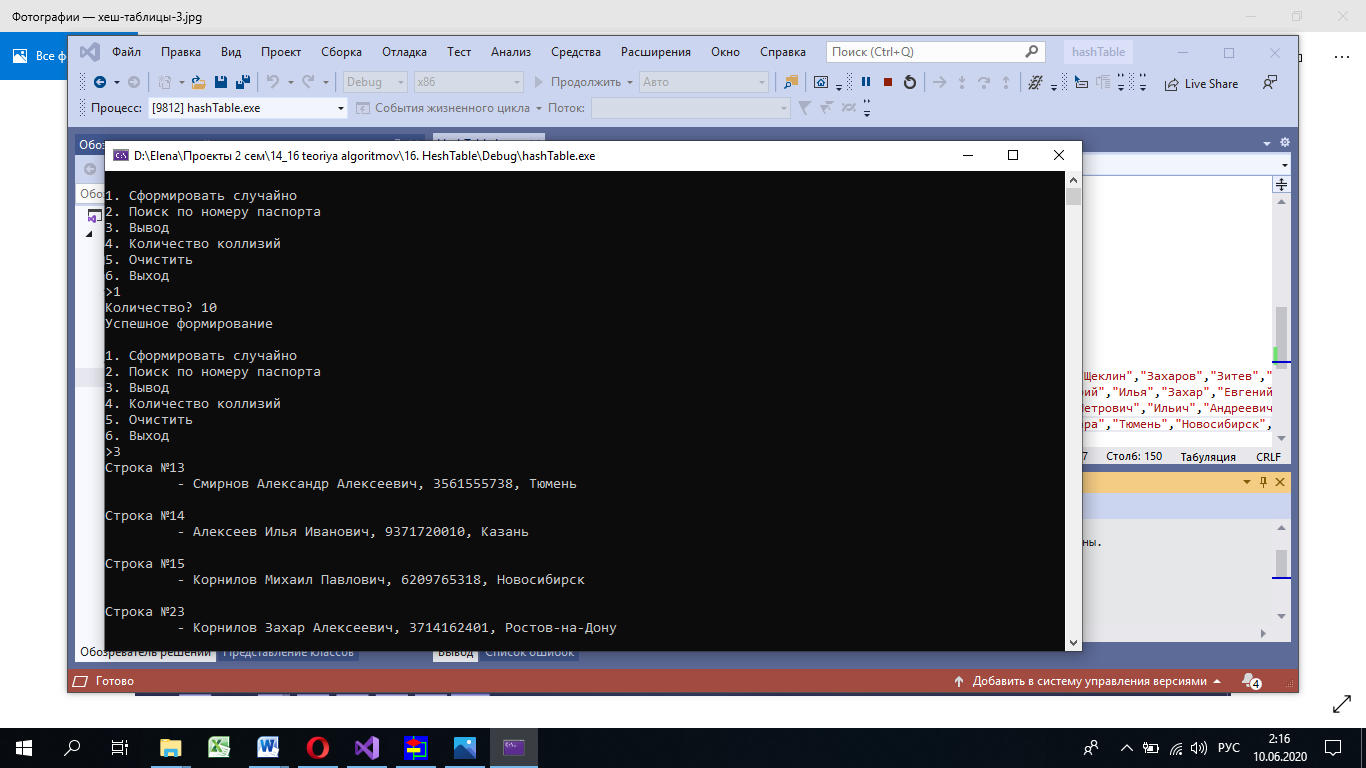 Фотографии — хеш-таблицы-3.jpg
Все ф
Файл Правка Вид Проект Сборка Отладка Тест Анализ Средства Расширения Окно Справка Поиск (Ctrl+Q) hashTable
Debug x86 Продолжить Авто Live Share
Процесс: [9812] hashTable.exe События жизненного цикла Поток:
D:\Elena\Проекты 2 сем\14_16 teoriya algoritmov\16. HeshTable\Debug\hashTable.exe
1. Сформировать случайно
2. Поиск по номеру паспорта
3. Вывод
4. Количество коллизий
5. Очистить
6. Выход
>1
Количество? 10
Успешное формирование
1. Сформировать случайно
2. Поиск по номеру паспорта
3. Вывод
4. Количество коллизий
5. Очистить
6. Выход
>3
Строка №13
- Смирнов Александр Алексеевич, 3561555738, Тюмень
Строка №14
- Алексеев Илья Иванович, 9371720010, Казань
Строка №15
- Корнилов Михаил Павлович, 6209765318, Новосибирск
Строка №23
- Корнилов Захар Алексеевич, 3714162401, Ростов-на-Дону
Щеклин","Захаров","Зитев","
ий","Илья","Захар","Евгений
Петрович","Ильич","Андреевич
ара","Тюмень","Новосибирск",
7 Столб: 150 Табуляция CRLF
ны.
Обозреватель решений Представление классов Вывод Список ошибок
Готово Добавить в систему управления версиями 4
РУС 2:16
10.06.2020